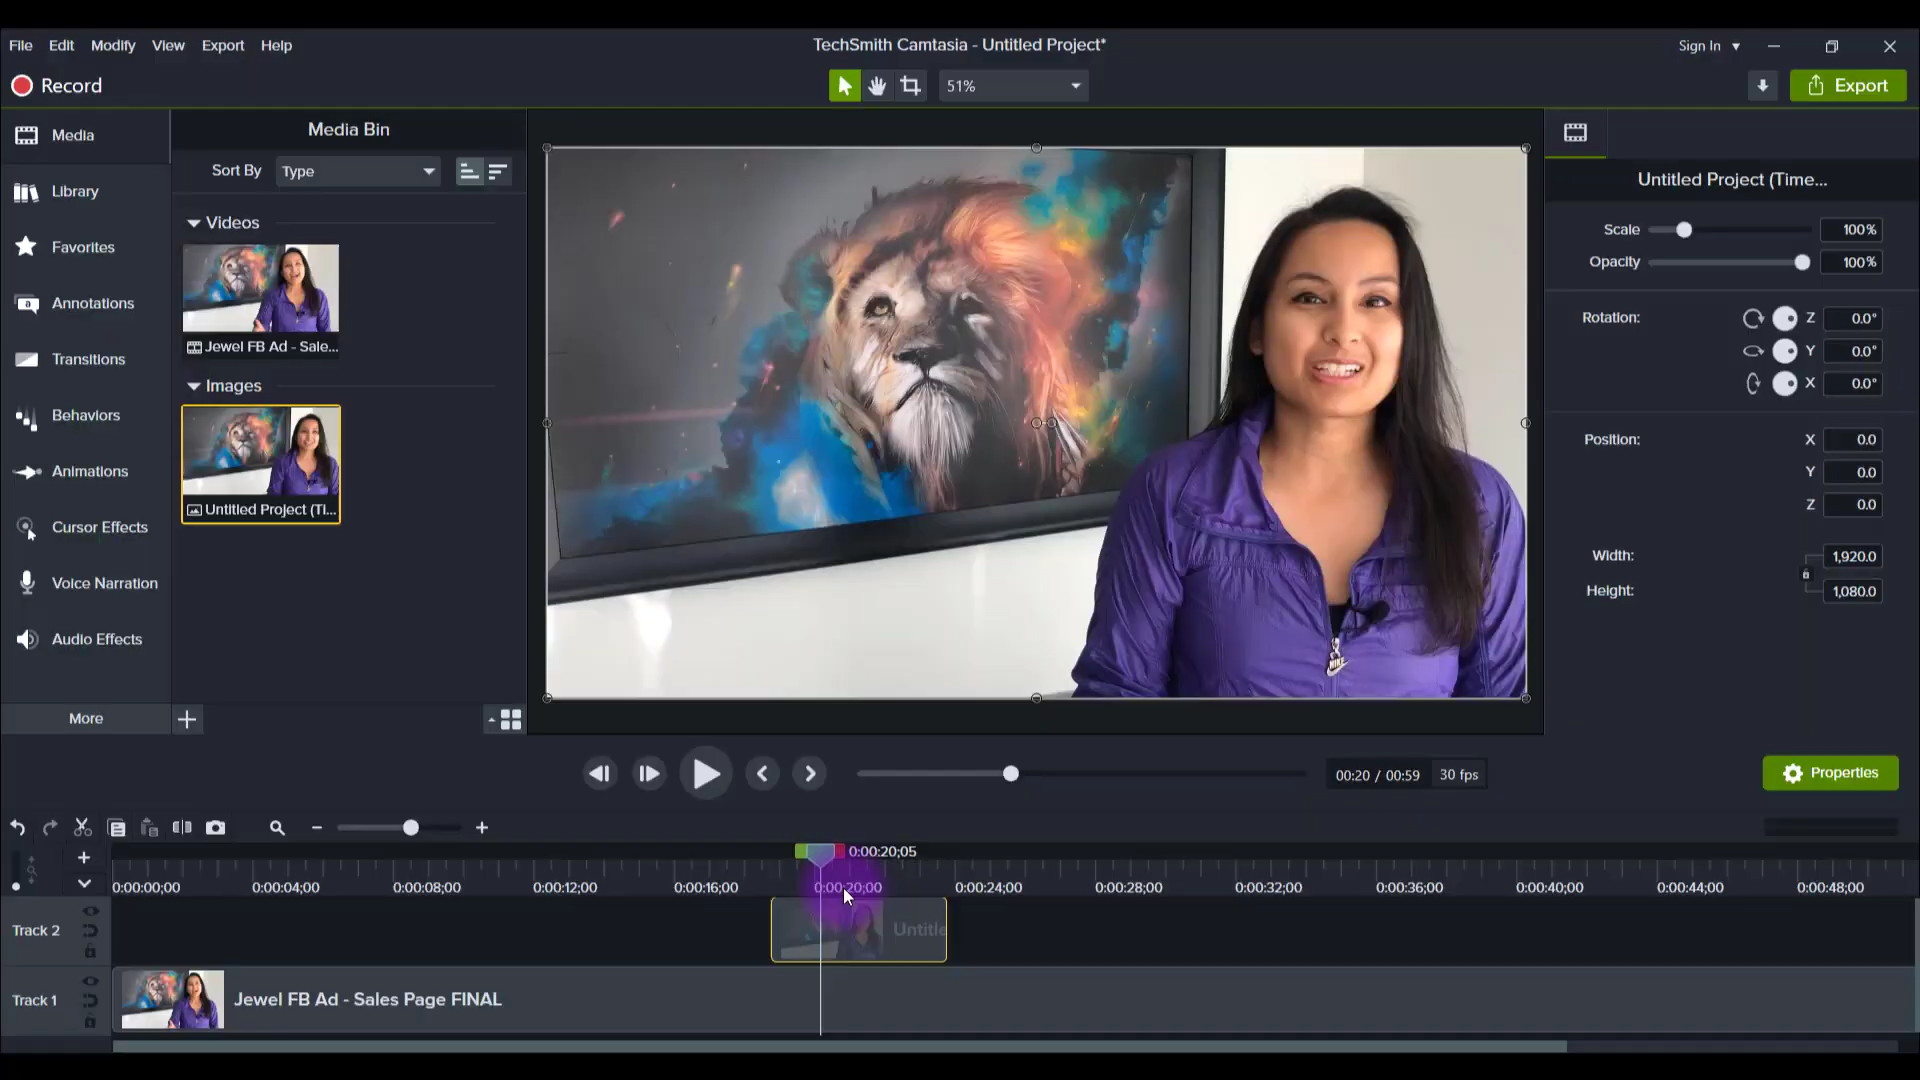 File Edit Modify View Export Help
TechSmith Camtasia - Untitled Project*
Sign In
Record
51%
Export
Media
Library
Favorites
Annotations
Transitions
Behaviors
Animations
Cursor Effects
Voice Narration
Audio Effects
More
Media Bin
Sort By Type
Videos
Jewel FB Ad - Sale...
Images
Untitled Project (Ti...
NIKE
Untitled Project (Time...
Scale 100%
Opacity 100%
Rotation: Z 0.0°
Y 0.0°
X 0.0°
Position: X 0.0
Y 0.0
Z 0.0
Width: 1,920.0
Height: 1,080.0
00:20 / 00:59 30 fps
Properties
0:00:20;05
0:00:00;00 0:00:04;00 0:00:08;00 0:00:12;00 0:00:16;00 0:00:20;00 0:00:24;00 0:00:28;00 0:00:32;00 0:00:36;00 0:00:40;00 0:00:44;00 0:00:48;00
Track 2
Untitle
Track 1
Jewel FB Ad - Sales Page FINAL